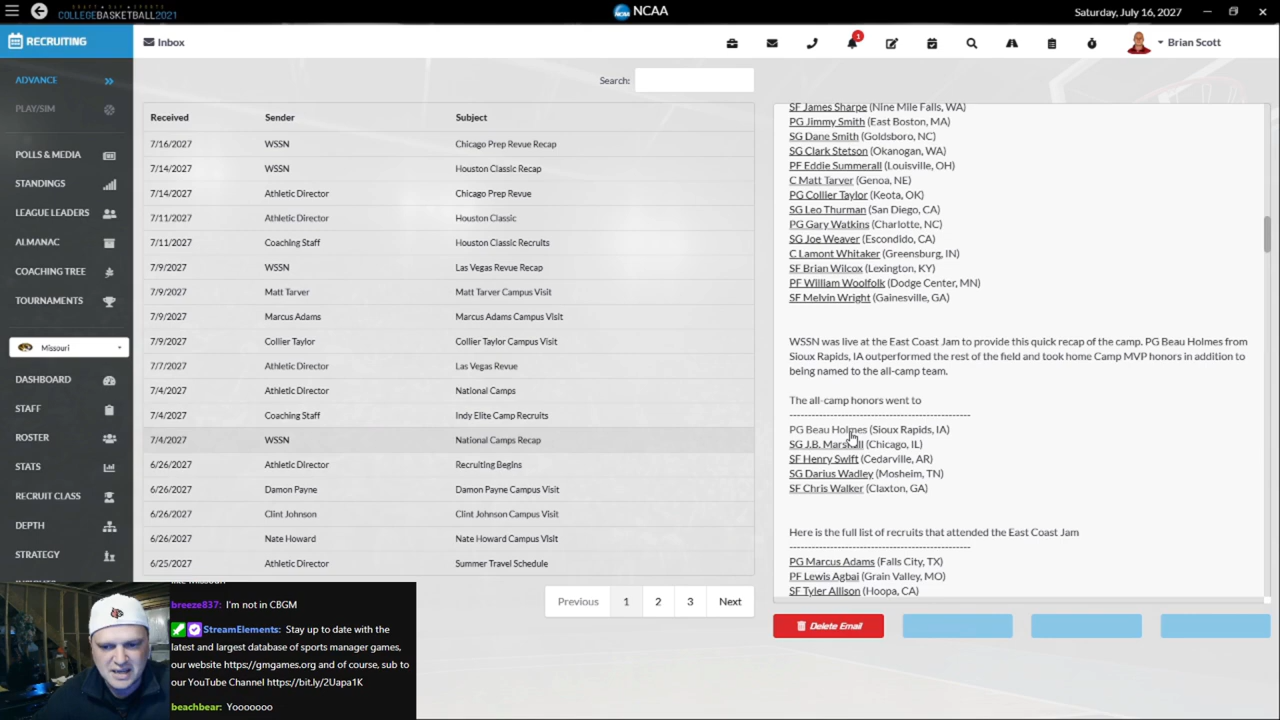 DRAFT DAY SPORTS
COLLEGEBASKETBALL2021
NCAA
Saturday, July 16, 2027
RECRUITING
Inbox
1
Brian Scott
ADVANCE
PLAY/SIM
POLLS & MEDIA
STANDINGS
LEAGUE LEADERS
ALMANAC
COACHING TREE
TOURNAMENTS
Missouri
DASHBOARD
STAFF
ROSTER
STATS
RECRUIT CLASS
DEPTH
STRATEGY
Search:
Received Sender Subject
7/16/2027 WSSN Chicago Prep Revue Recap
7/14/2027 WSSN Houston Classic Recap
7/14/2027 Athletic Director Chicago Prep Revue
7/11/2027 Athletic Director Houston Classic
7/11/2027 Coaching Staff Houston Classic Recruits
7/9/2027 WSSN Las Vegas Revue Recap
7/9/2027 Matt Tarver Matt Tarver Campus Visit
7/9/2027 Marcus Adams Marcus Adams Campus Visit
7/9/2027 Collier Taylor Collier Taylor Campus Visit
7/7/2027 Athletic Director Las Vegas Revue
7/4/2027 Athletic Director National Camps
7/4/2027 Coaching Staff Indy Elite Camp Recruits
7/4/2027 WSSN National Camps Recap
6/26/2027 Athletic Director Recruiting Begins
6/26/2027 Damon Payne Damon Payne Campus Visit
6/26/2027 Clint Johnson Clint Johnson Campus Visit
6/26/2027 Nate Howard Nate Howard Campus Visit
6/25/2027 Athletic Director Summer Travel Schedule
Previous 1 2 3 Next
SF James Sharpe (Nine Mile Falls, WA)
PG Jimmy Smith (East Boston, MA)
SG Dane Smith (Goldsboro, NC)
SG Clark Stetson (Okanogan, WA)
PF Eddie Summerall (Louisville, OH)
C Matt Tarver (Genoa, NE)
PG Collier Taylor (Keota, OK)
SG Leo Thurman (San Diego, CA)
PG Gary Watkins (Charlotte, NC)
SG Joe Weaver (Escondido, CA)
C Lamont Whitaker (Greensburg, IN)
SF Brian Wilcox (Lexington, KY)
PF William Woolfolk (Dodge Center, MN)
SF Melvin Wright (Gainesville, GA)
WSSN was live at the East Coast Jam to provide this quick recap of the camp. PG Beau Holmes from
Sioux Rapids, IA outperformed the rest of the field and took home Camp MVP honors in addition to
being named to the all-camp team.
The all-camp honors went to
-------------------------------------------------
PG Beau Holmes (Sioux Rapids, IA)
SG J.B. Marshall (Chicago, IL)
SF Henry Swift (Cedarville, AR)
SG Darius Wadley (Mosheim, TN)
SF Chris Walker (Claxton, GA)
Here is the full list of recruits that attended the East Coast Jam
-------------------------------------------------
PG Marcus Adams (Falls City, TX)
PF Lewis Agbai (Grain Valley, MO)
SF Tyler Allison (Hoopa, CA)
Delete Email
like Missouri
breeze837: I'm not in CBGM
StreamElements: Stay up to date with the
latest and largest database of sports manager games,
our website https://gmgames.org and of course, sub to
our YouTube Channel https://bit.ly/2Uapa1K
beachbear: Yooooooo